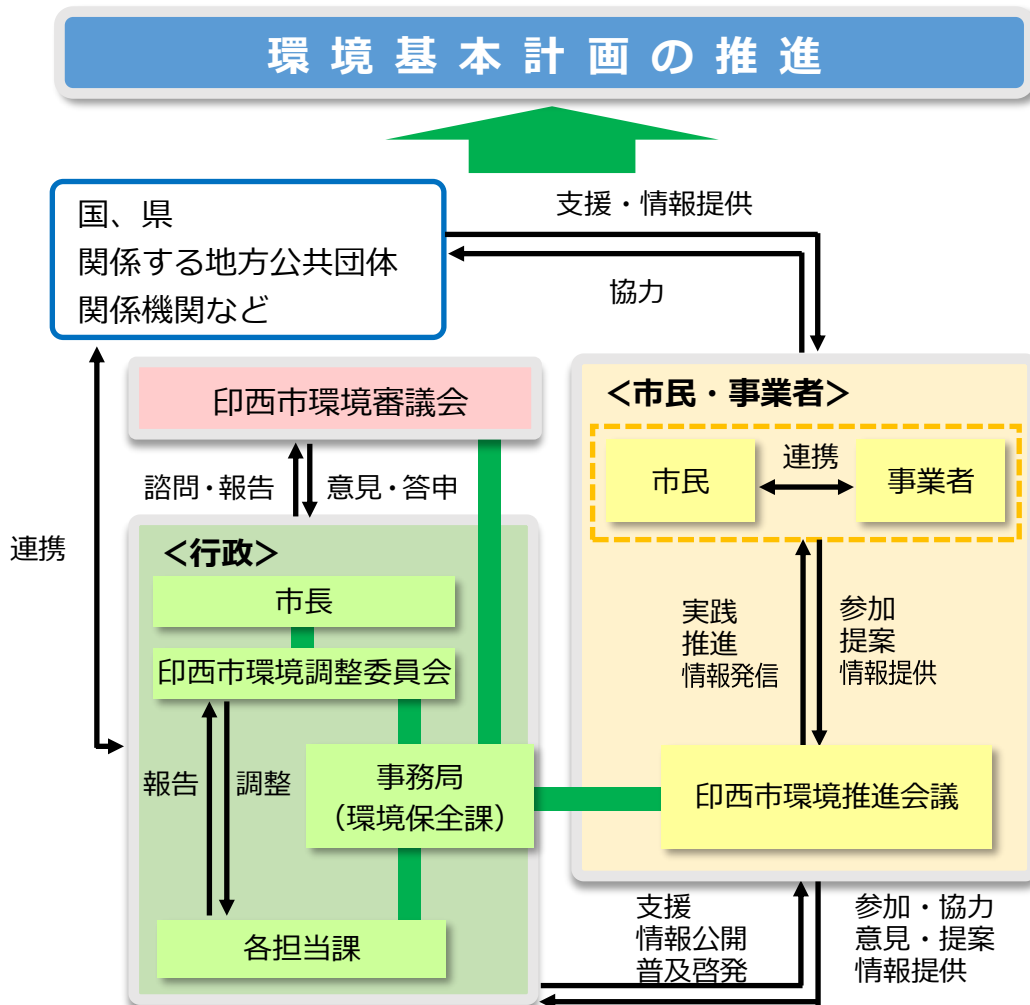 環境基本計画の推進
国、県
関係する地方公共団体
関係機関など
支援・情報提供
協力
印西市環境審議会
諮問・報告
意見・答申
連携
＜行政＞
市長
印西市環境調整委員会
報告
調整
事務局
（環境保全課）
各担当課
＜市民・事業者＞
市民
連携
事業者
実践
推進
情報発信
参加
提案
情報提供
印西市環境推進会議
支援
情報公開
普及啓発
参加・協力
意見・提案
情報提供